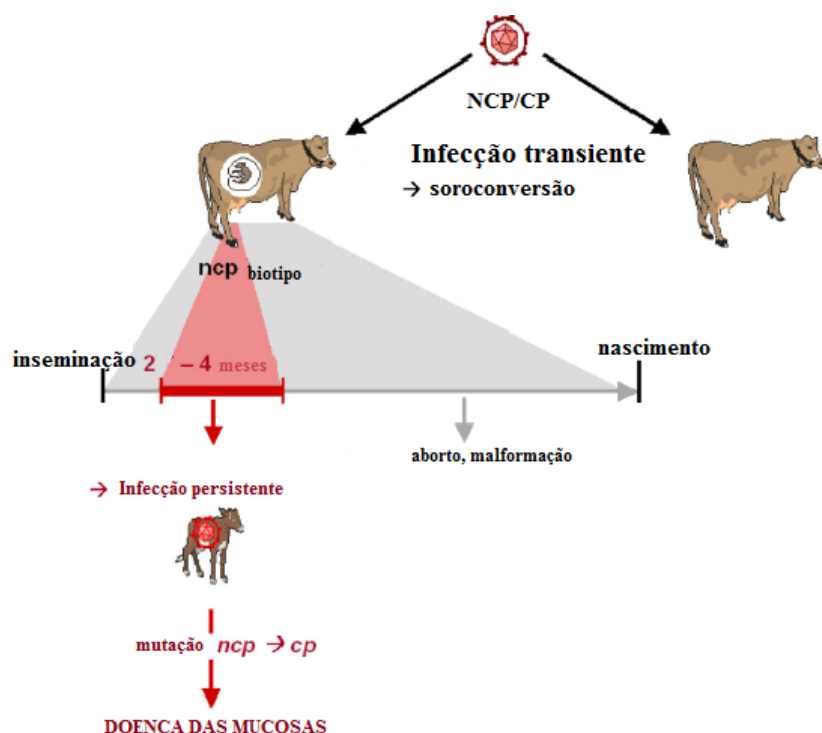 NCP/CP
Infecção transiente
→ soroconversão
ncp biotipo
inseminação 2 – 4 meses
nascimento
aborto, malformação
→ Infecção persistente
mutação ncp → cp
DOENCA DAS MUCOSAS